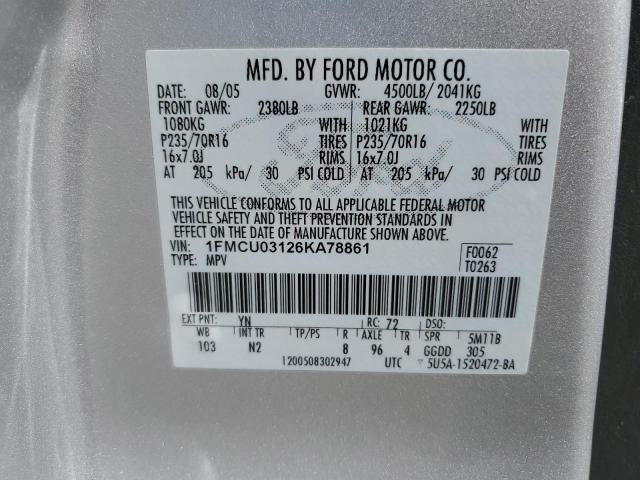 MFD. BY FORD MOTOR CO.
DATE: 08/05 GVWR: 4500LB/ 2041KG
FRONT GAWR: 2380LB REAR GAWR: 2250LB
1080KG WITH 1021KG WITH
P235/70R16 TIRES P235/70R16 TIRES
16x7.0J RIMS 16x7.0J RIMS
AT 205 kPa/ 30 PSI COLD AT 205 kPa/ 30 PSI COLD
THIS VEHICLE CONFORMS TO ALL APPLICABLE FEDERAL MOTOR
VEHICLE SAFETY AND THEFT PREVENTION STANDARDS IN
EFFECT ON THE DATE OF MANUFACTURE SHOWN ABOVE.
VIN: 1FMCU03126KA78861 F0062
TYPE: MPV T0263
EXT PNT: YN RC: 72 DSO:
WB INT TR TP/PS R AXLE TR SPR 5M11B
103 N2 8 96 4 GGDD 305
1200508302947 UTC 5U5A-1520472-BA
Ford